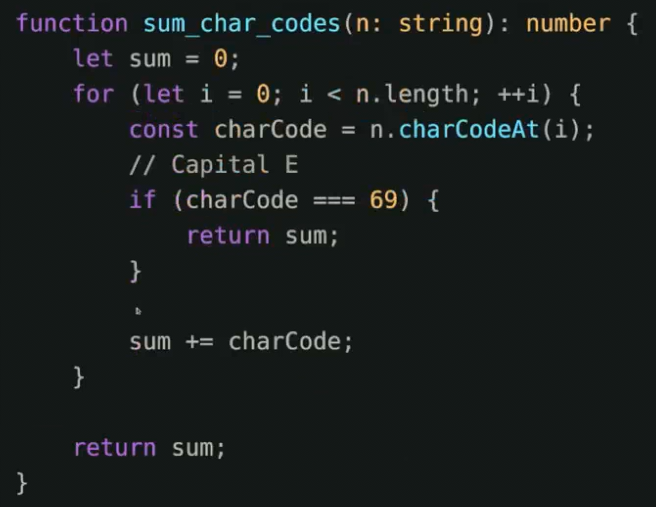 function sum_char_codes(n: string): number {
    let sum = 0;
    for (let i = 0; i < n.length; ++i) {
        const charCode = n.charCodeAt(i);
        // Capital E
        if (charCode === 69) {
            return sum;
        }

        sum += charCode;
    }

    return sum;
}